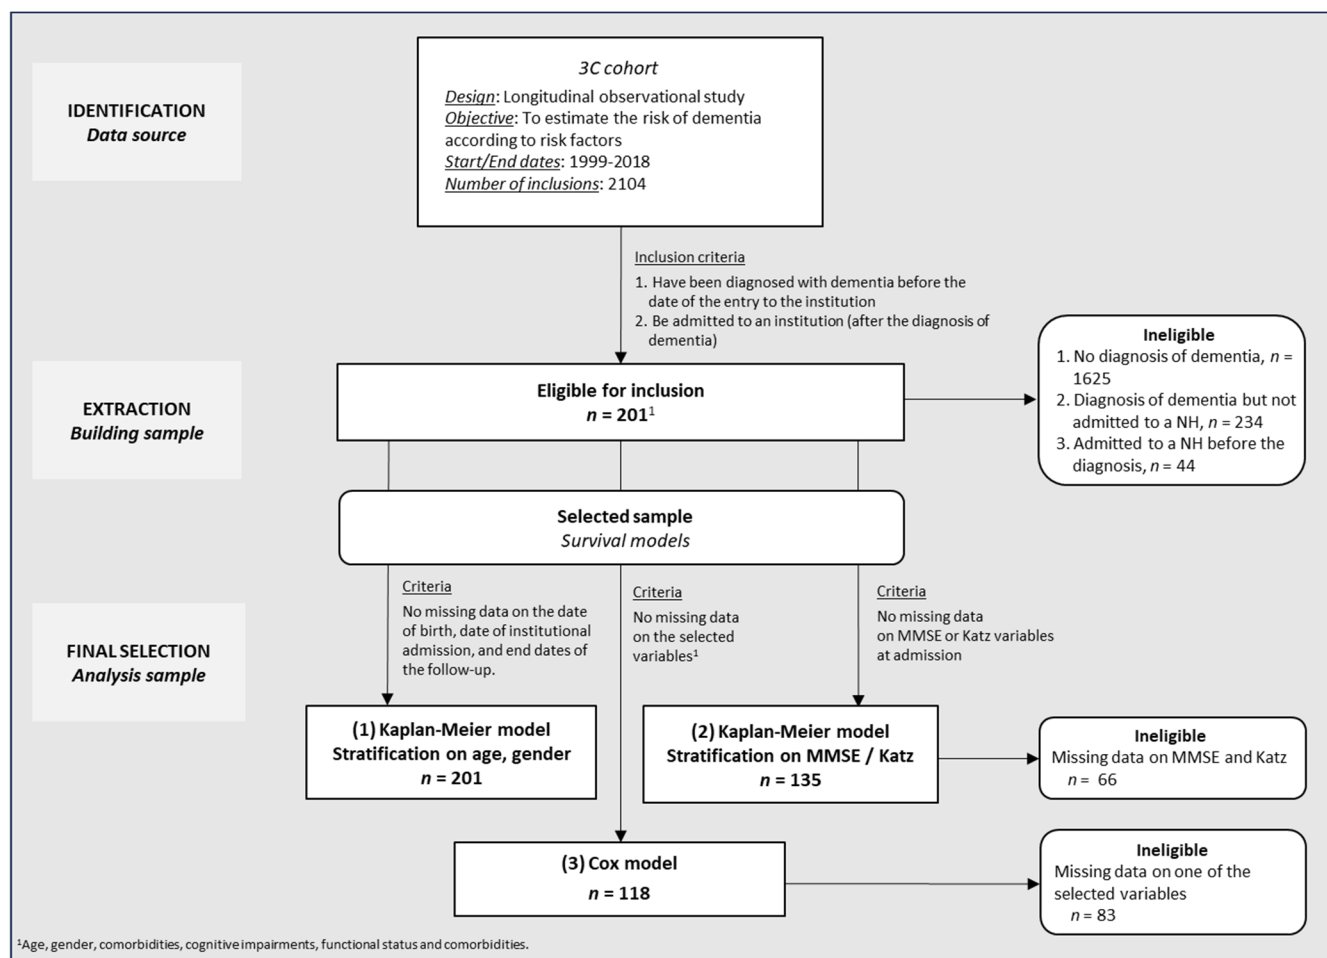 3C cohort
Design: Longitudinal observational study
Objective: To estimate the risk of dementia
according to risk factors
Start/End dates: 1999-2018
Number of inclusions: 2104
IDENTIFICATION
Data source
Inclusion criteria
1. Have been diagnosed with dementia before the
date of the entry to the institution
2. Be admitted to an institution (after the diagnosis of
dementia)
Ineligible
1. No diagnosis of dementia, n =
1625
2. Diagnosis of dementia but not
admitted to a NH, n = 234
3. Admitted to a NH before the
diagnosis, n = 44
EXTRACTION
Building sample
Eligible for inclusion
n = 201¹
Selected sample
Survival models
Criteria
No missing data on the date
of birth, date of institutional
admission, and end dates of
the follow-up.
Criteria
No missing data
on the selected
variables¹
Criteria
No missing data
on MMSE or Katz variables
at admission
FINAL SELECTION
Analysis sample
(1) Kaplan-Meier model
Stratification on age, gender
n = 201
(2) Kaplan-Meier model
Stratification on MMSE / Katz
n = 135
Ineligible
Missing data on MMSE and Katz
n = 66
(3) Cox model
n = 118
Ineligible
Missing data on one of the
selected variables
n = 83
¹Age, gender, comorbidities, cognitive impairments, functional status and comorbidities.